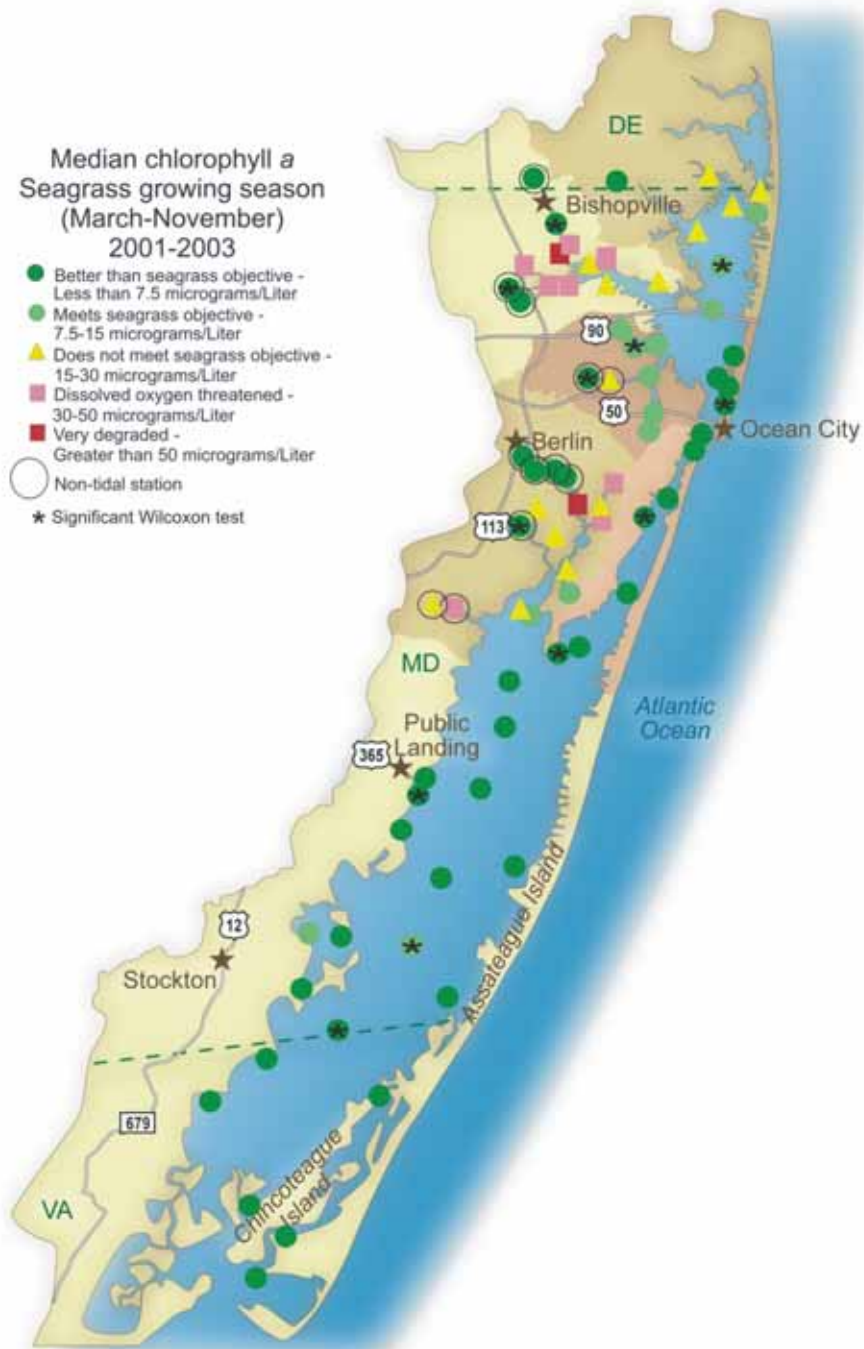 Median chlorophyll a
Seagrass growing season
(March-November)
2001-2003
Better than seagrass objective -
Less than 7.5 micrograms/Liter
Meets seagrass objective -
7.5-15 micrograms/Liter
Does not meet seagrass objective -
15-30 micrograms/Liter
Dissolved oxygen threatened -
30-50 micrograms/Liter
Very degraded -
Greater than 50 micrograms/Liter
Non-tidal station
* Significant Wilcoxon test
DE
Bishopville
90
50
Ocean City
Berlin
113
MD
Atlantic
Ocean
Public
Landing
365
Assateague Island
12
Stockton
679
Chincoteague
Island
VA